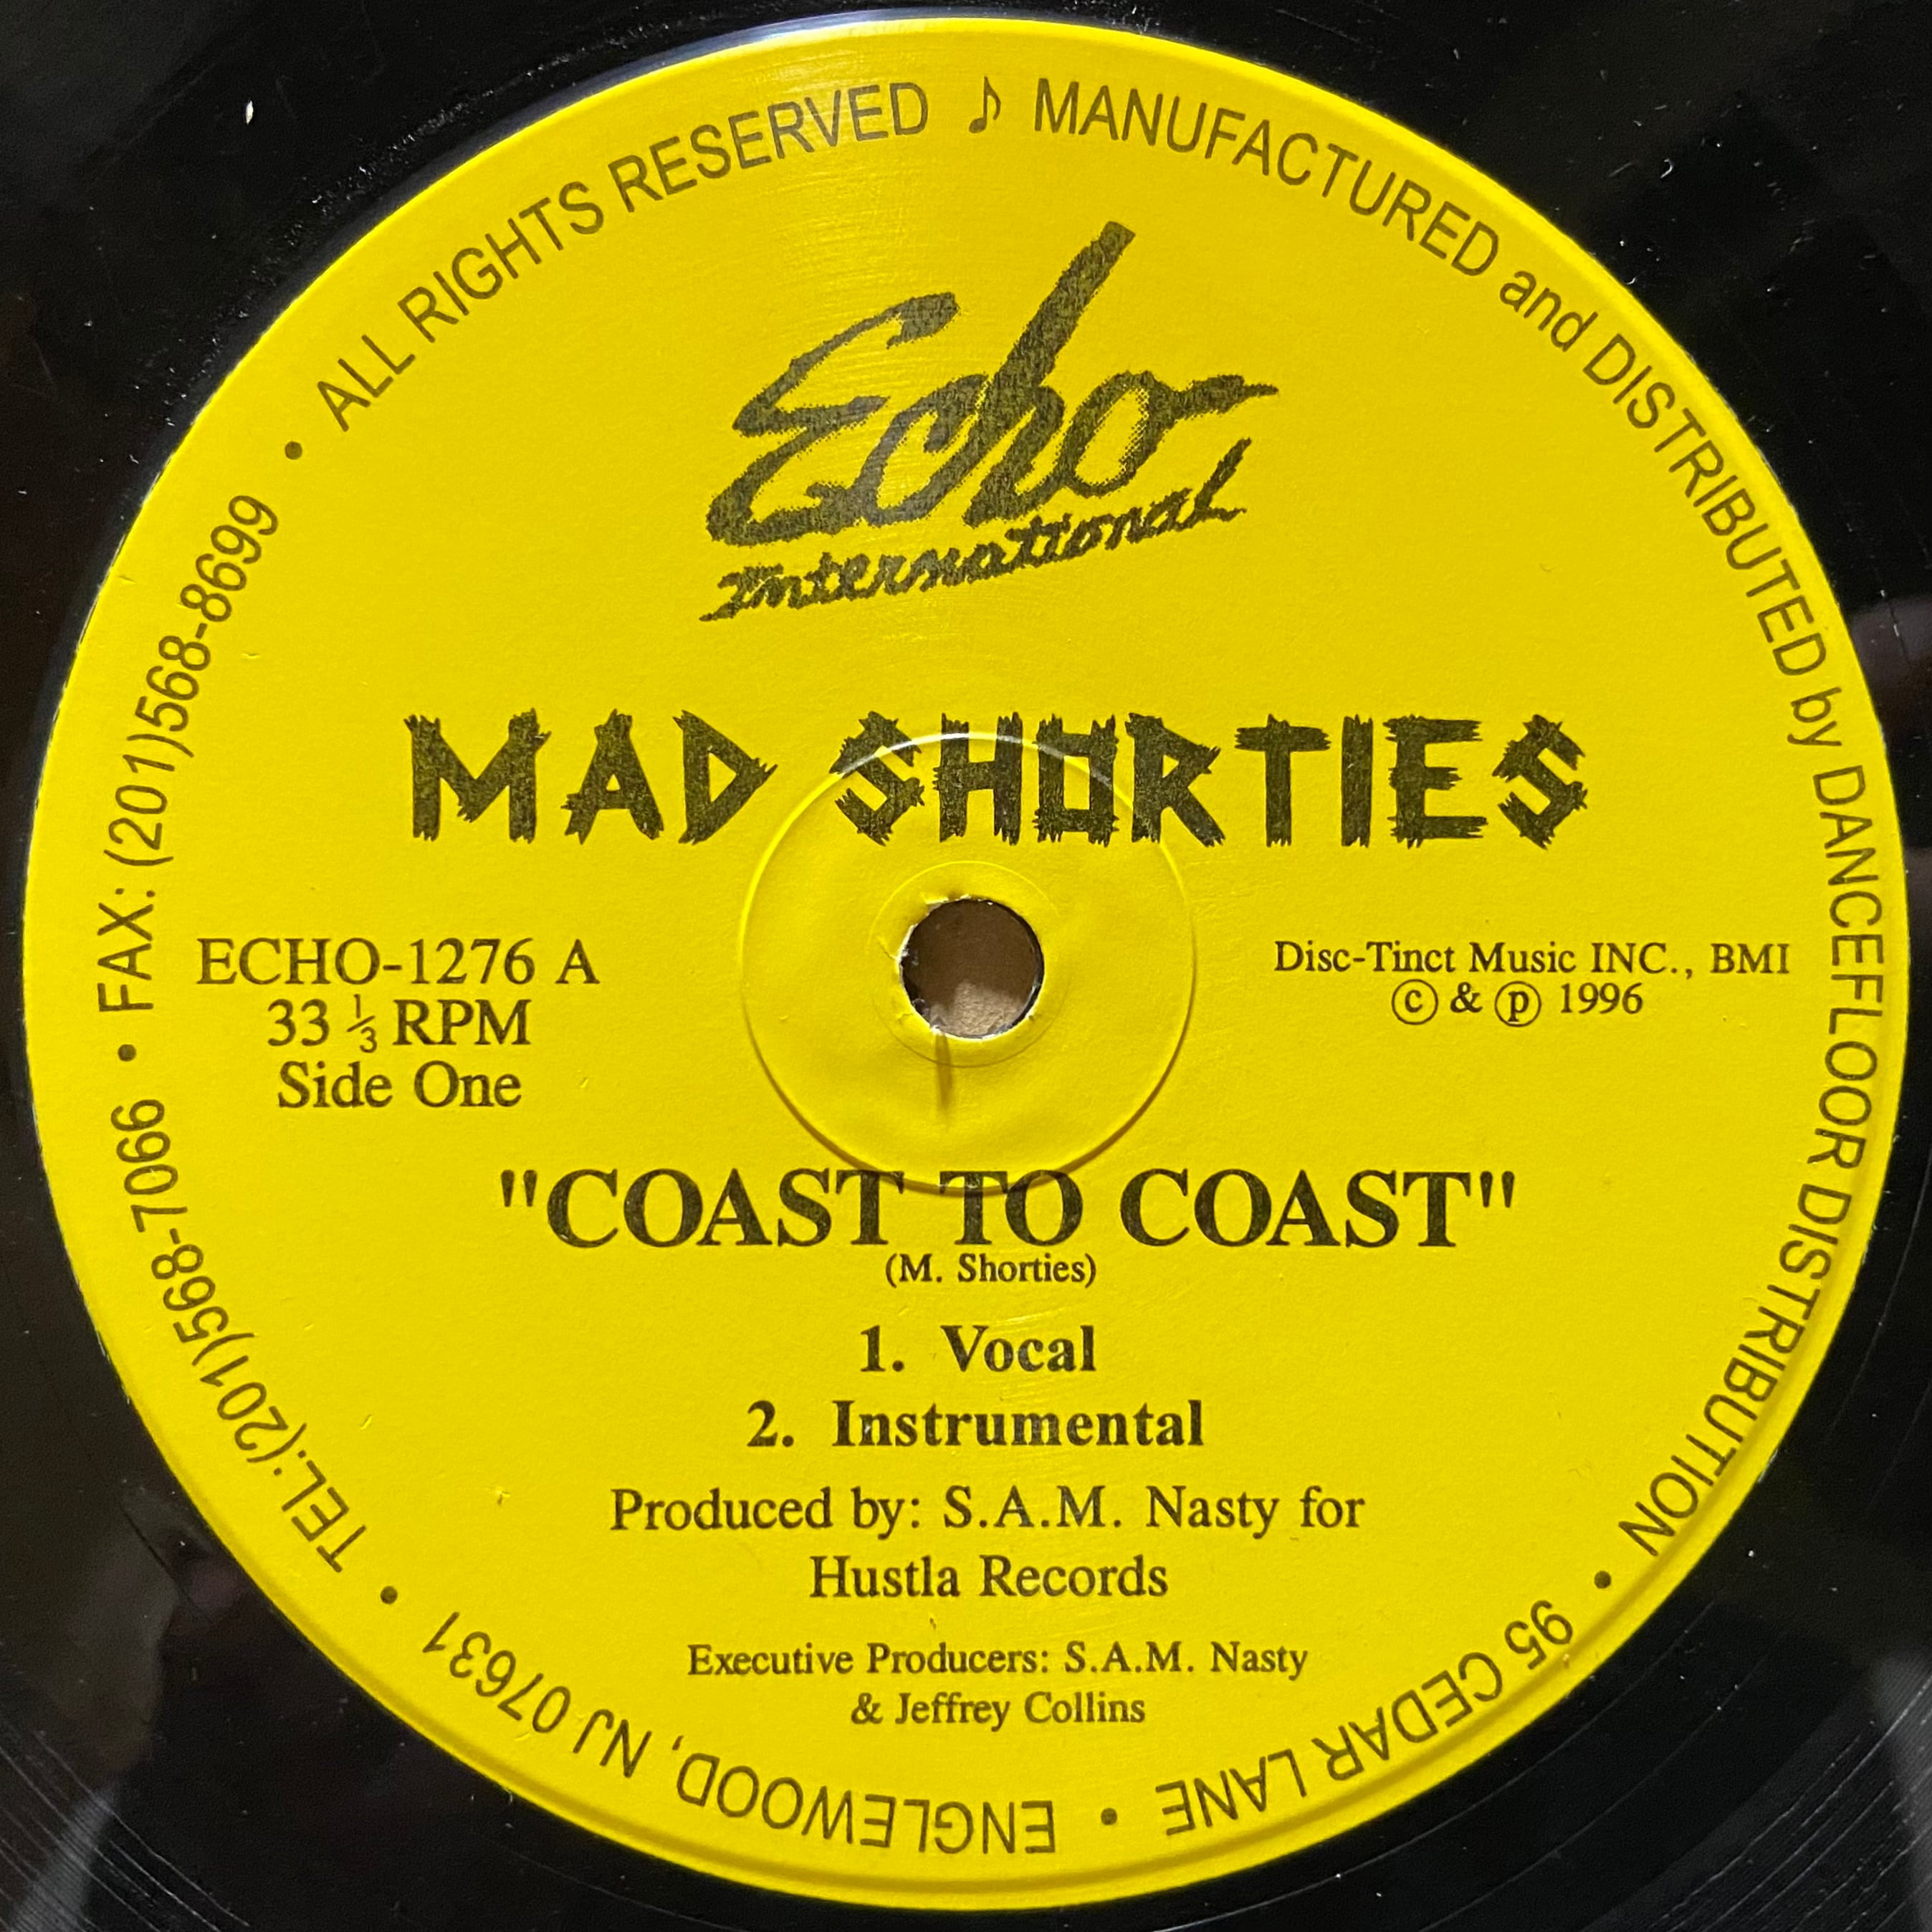 ALL RIGHTS RESERVED ♪ MANUFACTURED and DISTRIBUTED by DANCEFLOOR DISTRIBUTION • 95 CEDAR LANE • ENGLEWOOD, NJ 07631 • TEL.:(201)568-7066 • FAX: (201)568-8699 •
Echo
International
MAD SHORTIES
ECHO-1276 A
33 ⅓ RPM
Side One
Disc-Tinct Music INC., BMI
ⓒ & ⓟ 1996
"COAST TO COAST"
(M. Shorties)
1. Vocal
2. Instrumental
Produced by: S.A.M. Nasty for
Hustla Records
Executive Producers: S.A.M. Nasty
& Jeffrey Collins